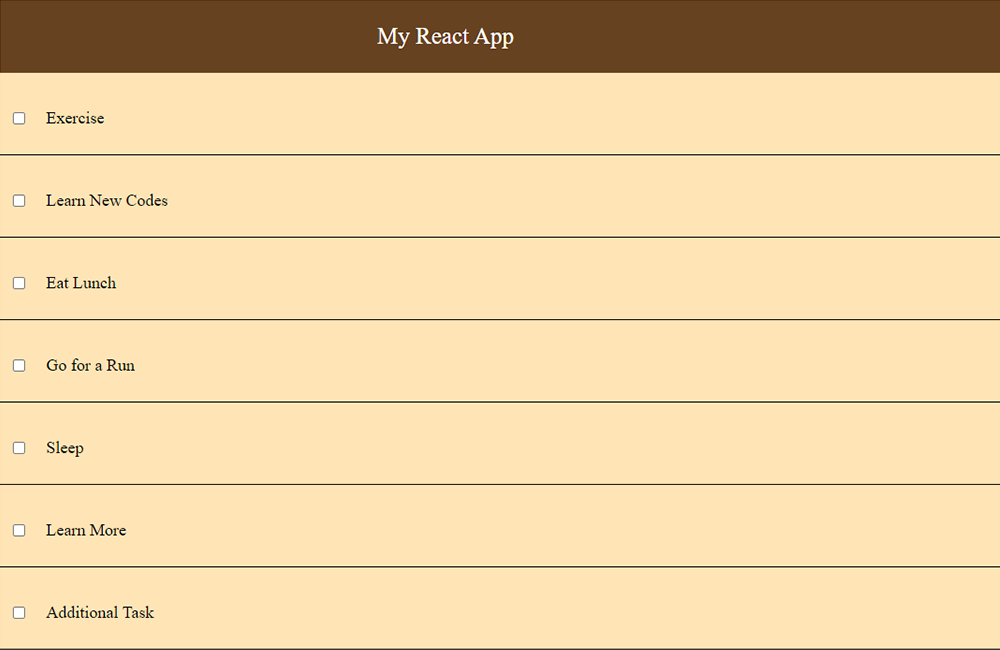 My React App
Exercise
Learn New Codes
Eat Lunch
Go for a Run
Sleep
Learn More
Additional Task